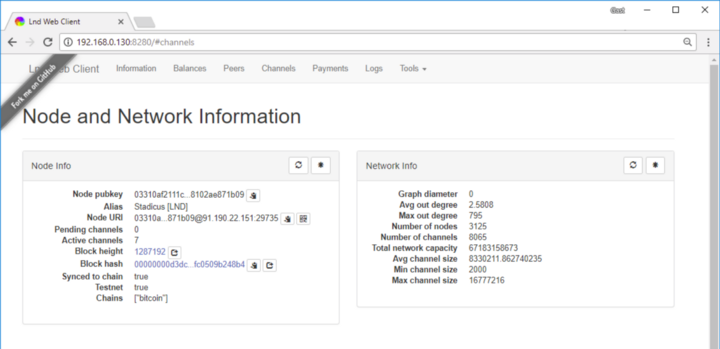 Lnd Web Client
Guest
192.168.0.130:8280/#channels
Fork me on GitHub
Lnd Web Client Information Balances Peers Channels Payments Logs Tools
Node and Network Information
Node Info
Node pubkey 03310af2111c...8102ae871b09
Alias Stadicus [LND]
Node URI 03310a...871b09@91.190.22.151:29735
Pending channels 0
Active channels 7
Block height 1287192
Block hash 00000000d3dc...fc0509b248b4
Synced to chain true
Testnet true
Chains ["bitcoin"]
Network Info
Graph diameter 0
Avg out degree 2.5808
Max out degree 795
Number of nodes 3125
Number of channels 8065
Total network capacity 67183158673
Avg channel size 8330211.862740235
Min channel size 2000
Max channel size 16777216